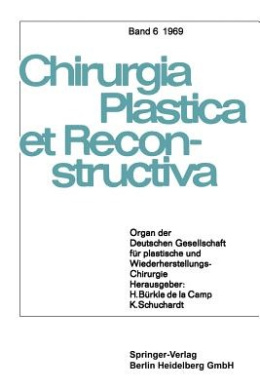 Band 6 1969
Chirurgia
Plastica
et Recon-
structiva
Organ der
Deutschen Gesellschaft
für plastische und
Wiederherstellungs-
Chirurgie
Herausgeber:
H.Bürkle de la Camp
K.Schuchardt
Springer-Verlag
Berlin Heidelberg GmbH